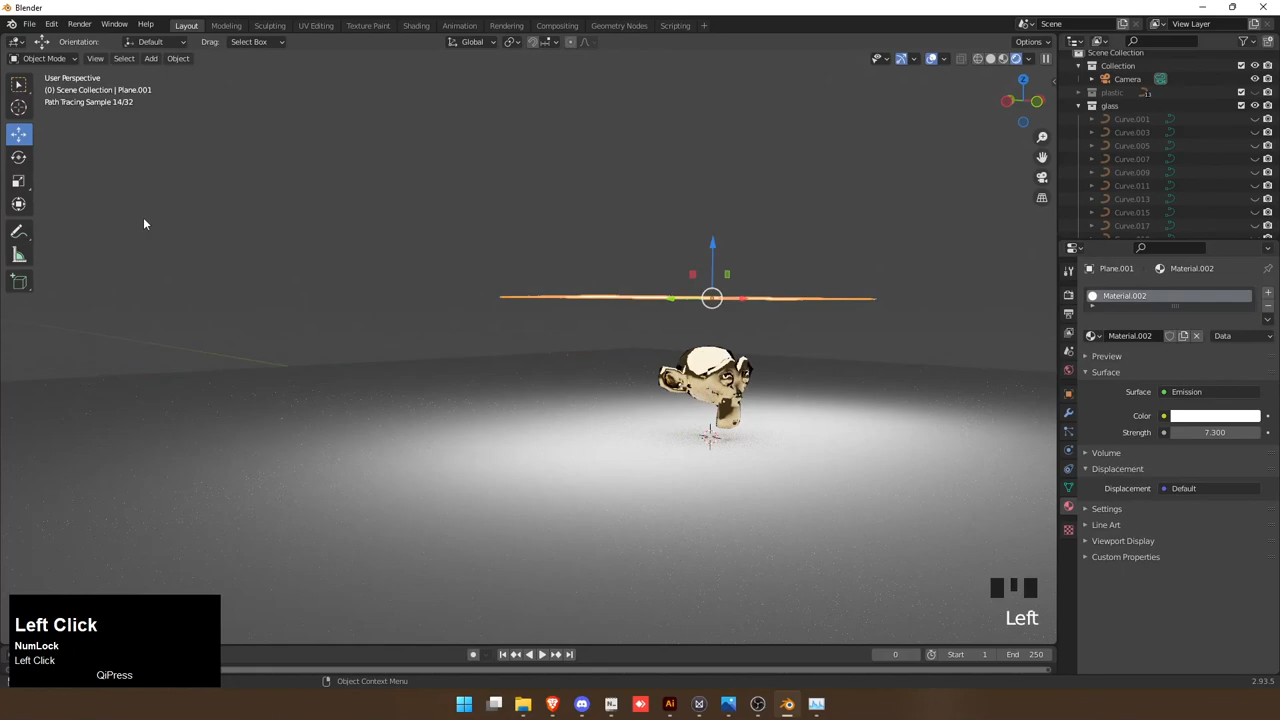 Blender
File Edit Render Window Help
Layout Modeling Sculpting UV Editing Texture Paint Shading Animation Rendering Compositing Geometry Nodes Scripting +
Scene
View Layer
Orientation: Default Drag: Select Box
Global
Options
Object Mode View Select Add Object
User Perspective
(0) Scene Collection | Plane.001
Path Tracing Sample 14/32
Z
Scene Collection
Collection
Camera
plastic
13
glass
Curve.001
Curve.003
Curve.005
Curve.007
Curve.009
Curve.011
Curve.013
Curve.015
Curve.017
Plane.001 Material.002
Material.002
Material.002 Data
Preview
Surface
Surface Emission
Color
Strength 7.300
Volume
Displacement
Displacement Default
Settings
Line Art
Viewport Display
Custom Properties
Left
Left Click
NumLock
Left Click
QiPress
0 Start 1 End 250
Object Context Menu
2.93.5